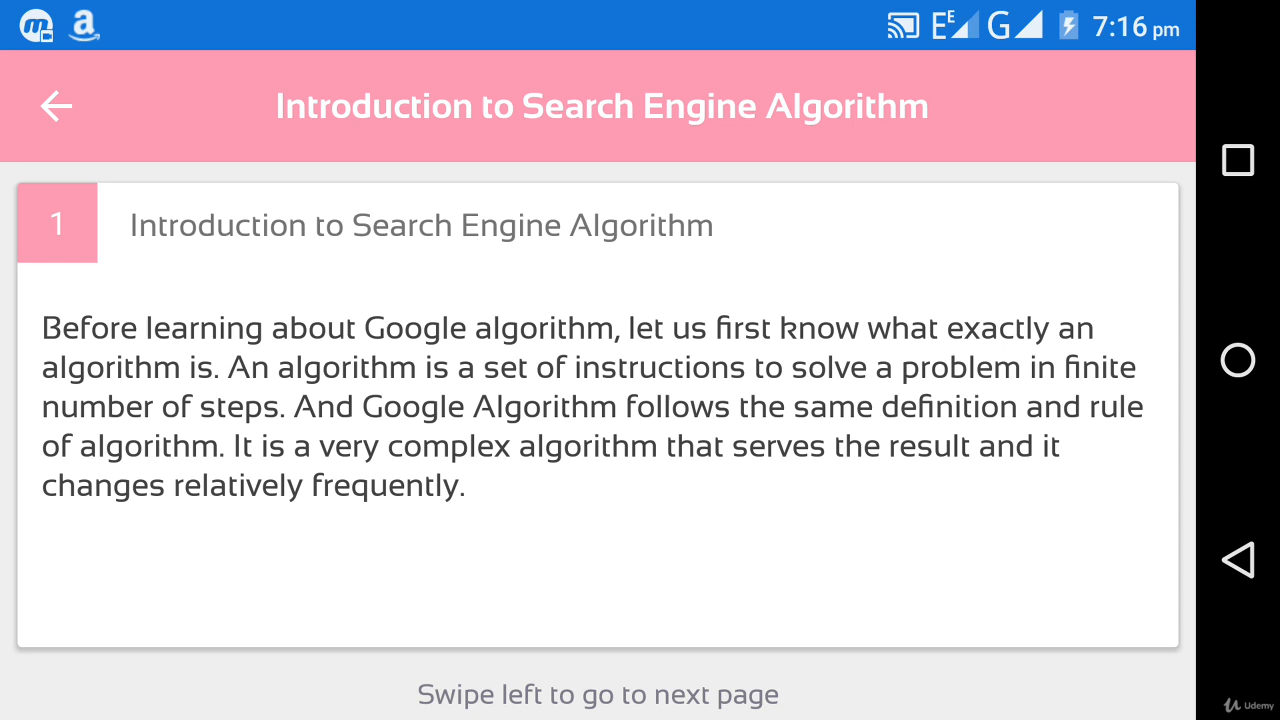 7:16 pm
Introduction to Search Engine Algorithm
1 Introduction to Search Engine Algorithm
Before learning about Google algorithm, let us first know what exactly an
algorithm is. An algorithm is a set of instructions to solve a problem in finite
number of steps. And Google Algorithm follows the same definition and rule
of algorithm. It is a very complex algorithm that serves the result and it
changes relatively frequently.
Swipe left to go to next page
Udemy